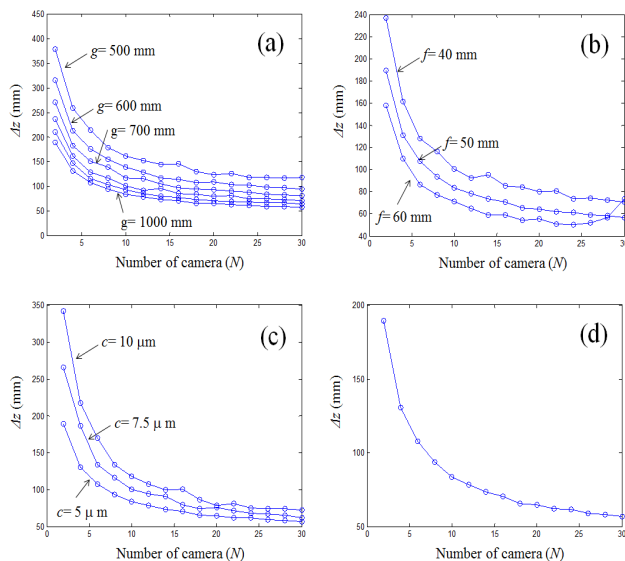 (a)
450
400
350
300
250
200
150
100
50
0
Δz (mm)
g= 500 mm
g= 600 mm
g= 700 mm
g= 1000 mm
5 10 15 20 25 30
Number of camera (N)
(b)
240
220
200
180
160
140
120
100
80
60
40
Δz (mm)
f= 40 mm
f= 50 mm
f= 60 mm
0 5 10 15 20 25 30
Number of camera (N)
(c)
350
300
250
200
150
100
50
Δz (mm)
c= 10 μm
c= 7.5 μ m
c= 5 μ m
0 5 10 15 20 25 30
Number of camera (N)
(d)
200
150
100
50
Δz (mm)
0 5 10 15 20 25 30
Number of camera (N)